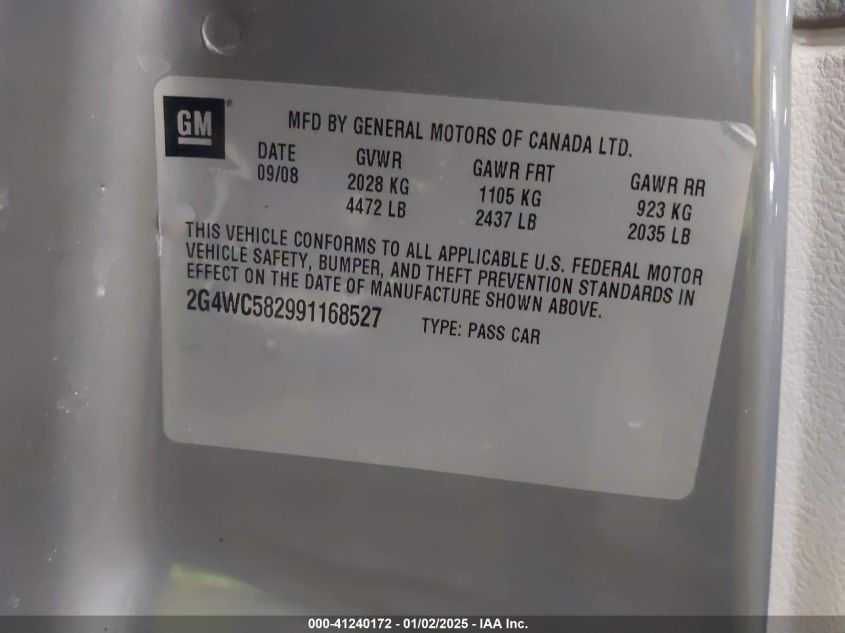 GM ®
MFD BY GENERAL MOTORS OF CANADA LTD.
DATE GVWR GAWR FRT GAWR RR
09/08 2028 KG 1105 KG 923 KG
4472 LB 2437 LB 2035 LB
THIS VEHICLE CONFORMS TO ALL APPLICABLE U.S. FEDERAL MOTOR
VEHICLE SAFETY, BUMPER, AND THEFT PREVENTION STANDARDS IN
EFFECT ON THE DATE OF MANUFACTURE SHOWN ABOVE.
2G4WC582991168527 TYPE: PASS CAR
000-41240172 - 01/02/2025 - IAA Inc.